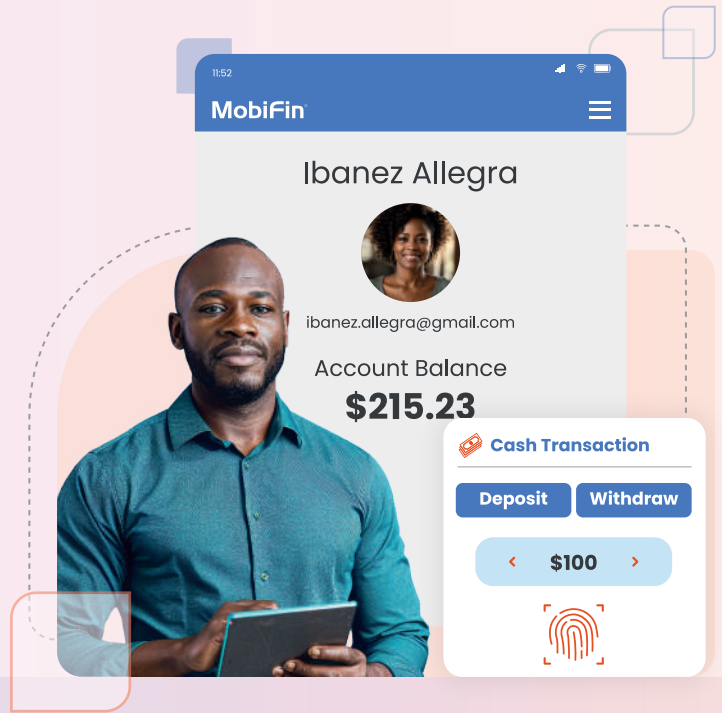 11:52
MobiFin
Ibanez Allegra
ibanez.allegra@gmail.com
Account Balance
$215.23
Cash Transaction
Deposit Withdraw
< $100 >